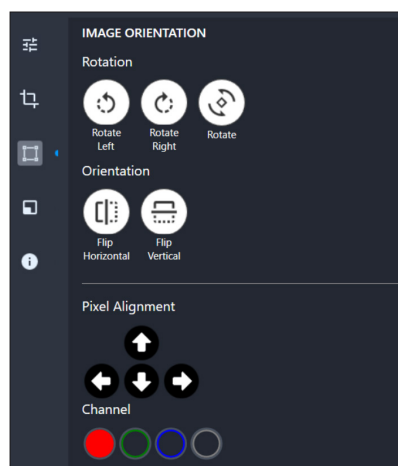 IMAGE ORIENTATION
Rotation
Rotate Left
Rotate Right
Rotate
Orientation
Flip Horizontal
Flip Vertical
Pixel Alignment
Channel